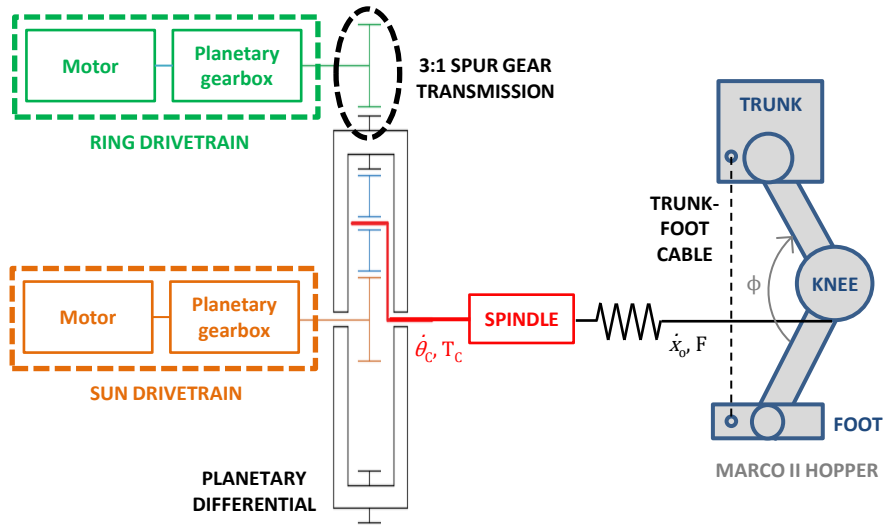 Motor
Planetary
gearbox
RING DRIVETRAIN
3:1 SPUR GEAR
TRANSMISSION
TRUNK
TRUNK-
FOOT
CABLE
ϕ
KNEE
Motor
Planetary
gearbox
SUN DRIVETRAIN
SPINDLE
θ̇C, TC
ẋo, F
FOOT
MARCO II HOPPER
PLANETARY
DIFFERENTIAL